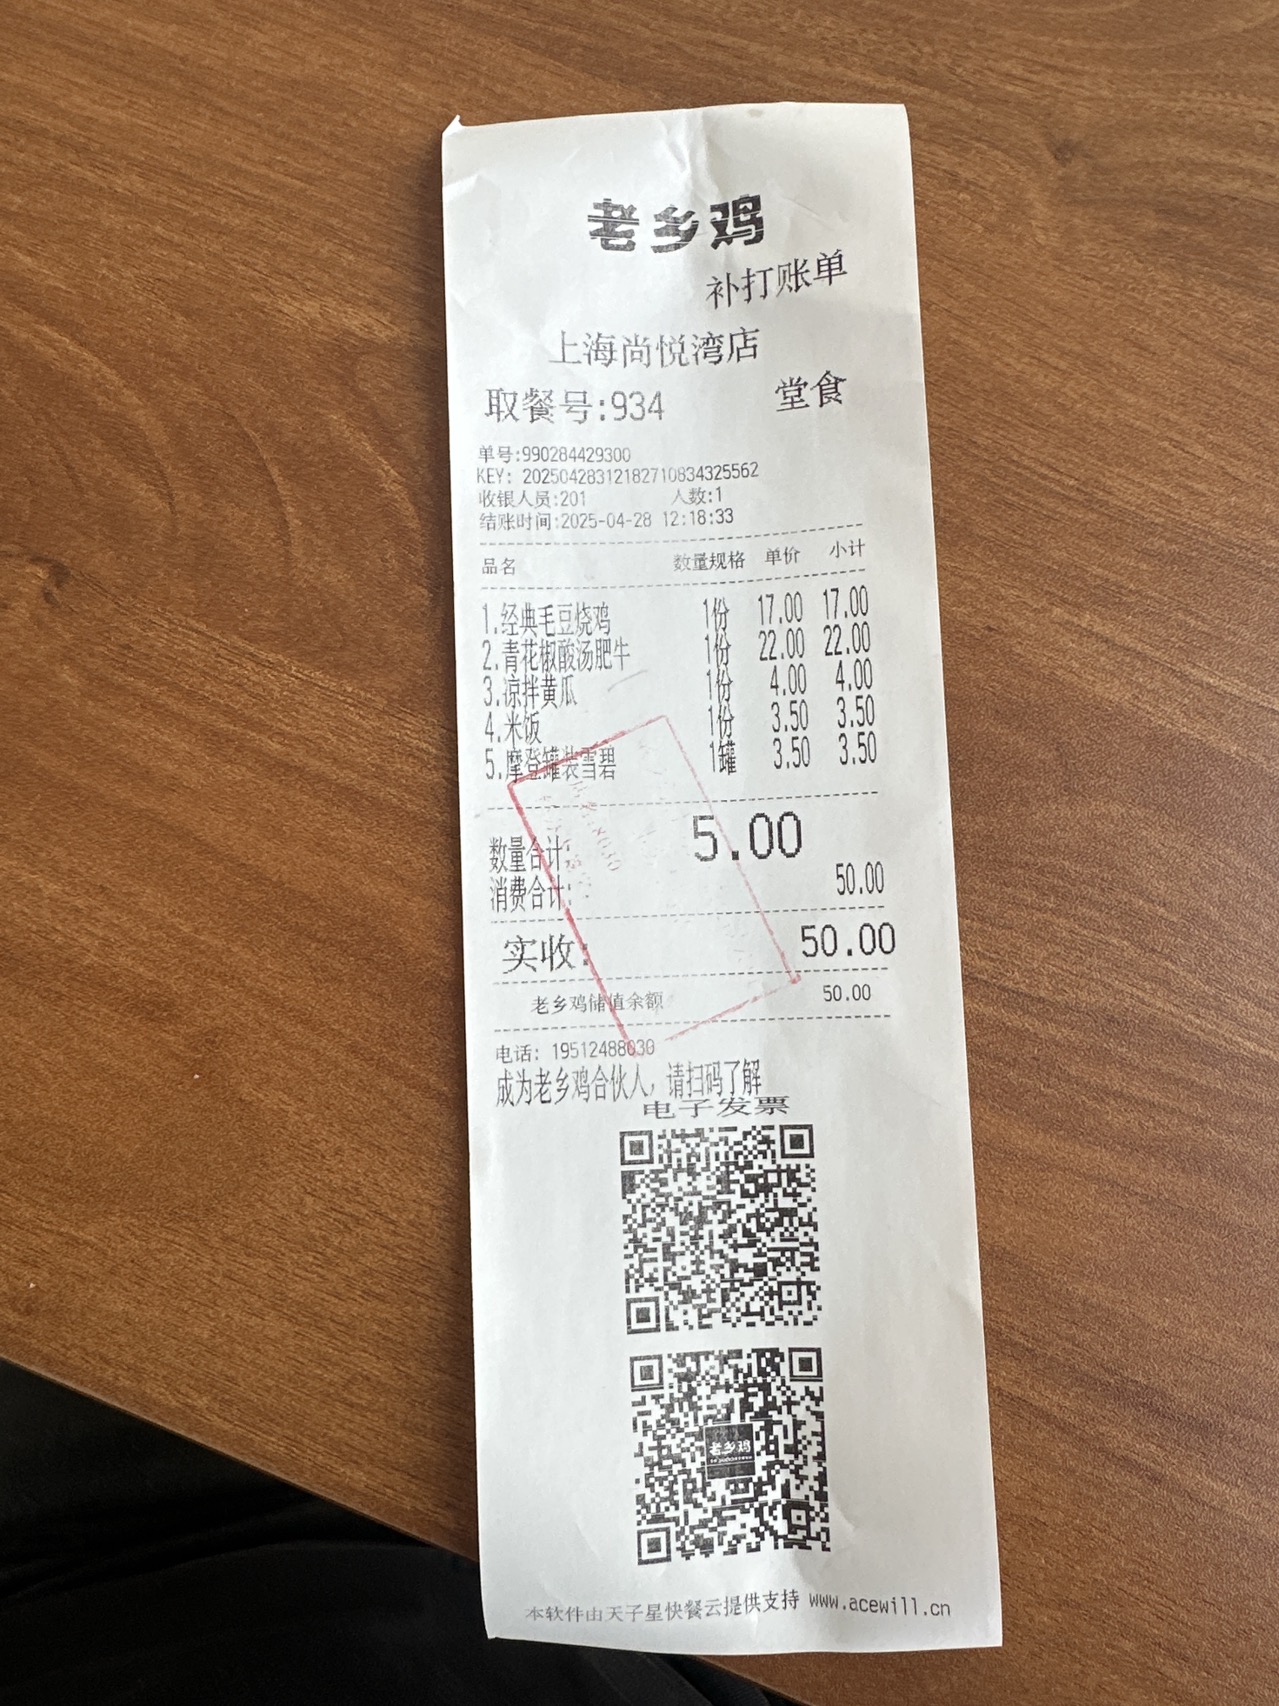 老乡鸡
补打账单
上海尚悦湾店
取餐号:934 堂食
单号:990284429300
KEY: 20250428312182710834325562
收银人员:201 人数:1
结账时间:2025-04-28 12:18:33
品名 数量规格 单价 小计
1.经典毛豆烧鸡 1份 17.00 17.00
2.青花椒酸汤肥牛 1份 22.00 22.00
3.凉拌黄瓜 1份 4.00 4.00
4.米饭 1份 3.50 3.50
5.摩登罐装雪碧 1罐 3.50 3.50
数量合计: 5.00
消费合计: 50.00
实收: 50.00
老乡鸡储值余额 50.00
电话: 19512488030
成为老乡鸡合伙人，请扫码了解
电子发票
老乡鸡
本软件由天子星快餐云提供支持 www.acewill.cn